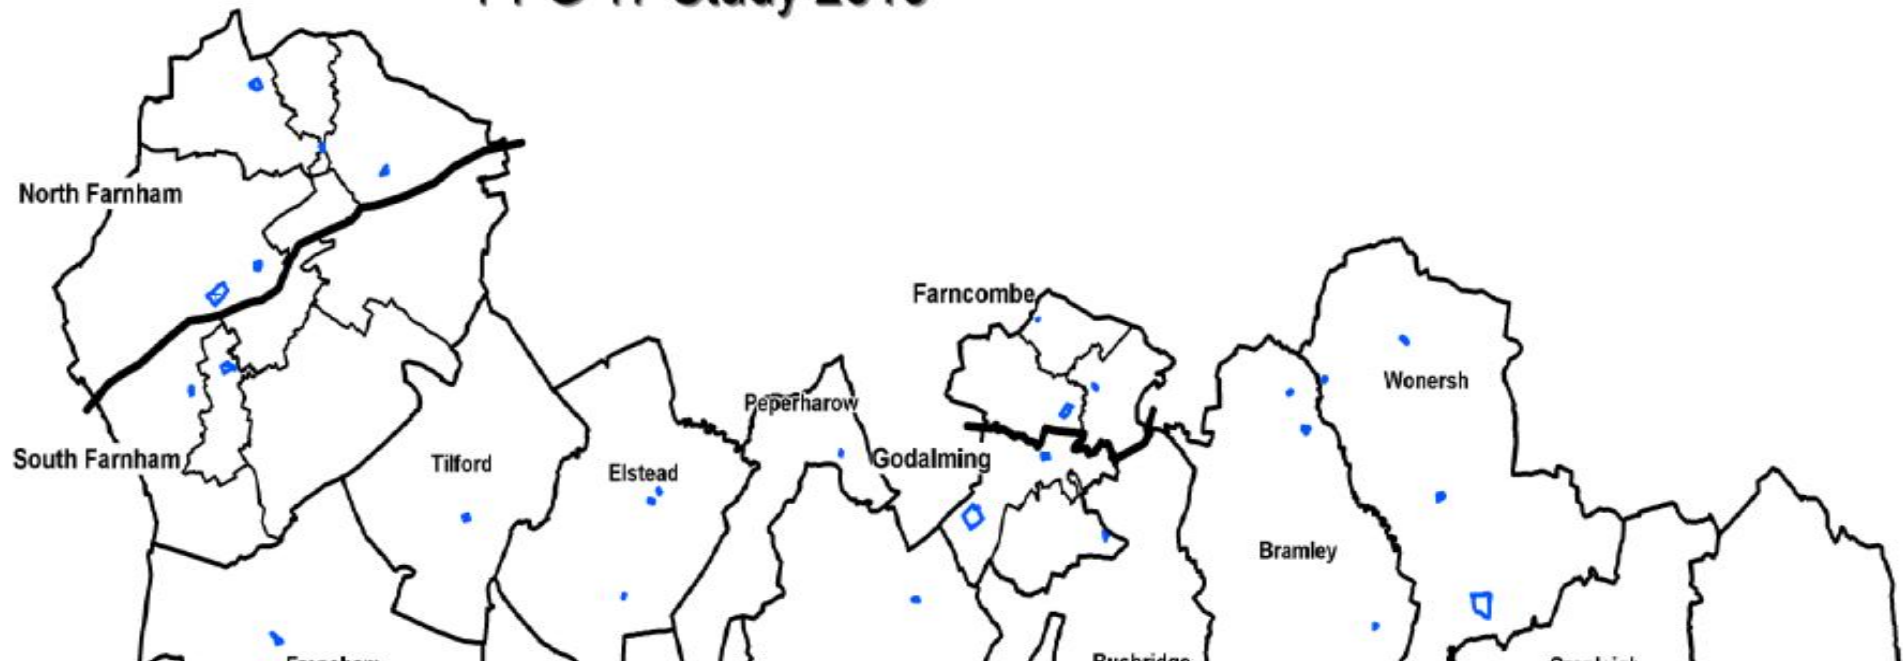 North Farnham
Farncombe
Wonersh
Peperharow
South Farnham
Tilford
Elstead
Godalming
Bramley